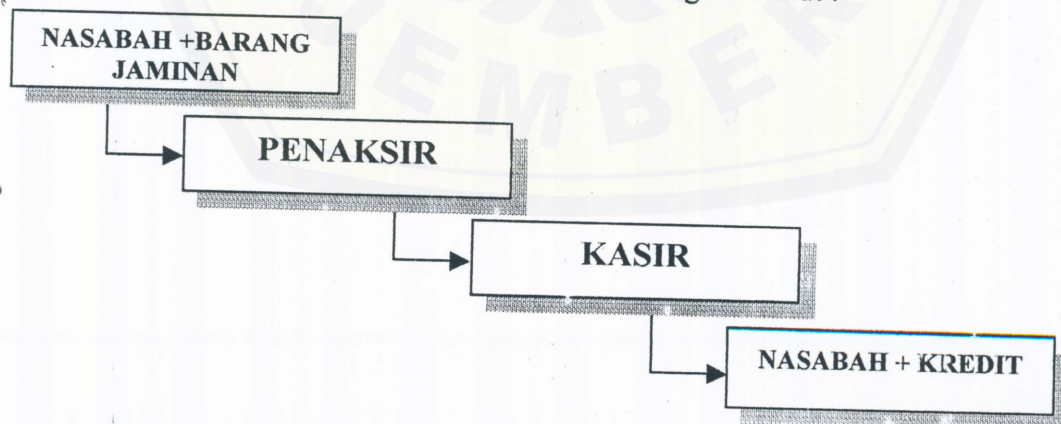 NASABAH +BARANG
JAMINAN
PENAKSIR
KASIR
NASABAH + KREDIT